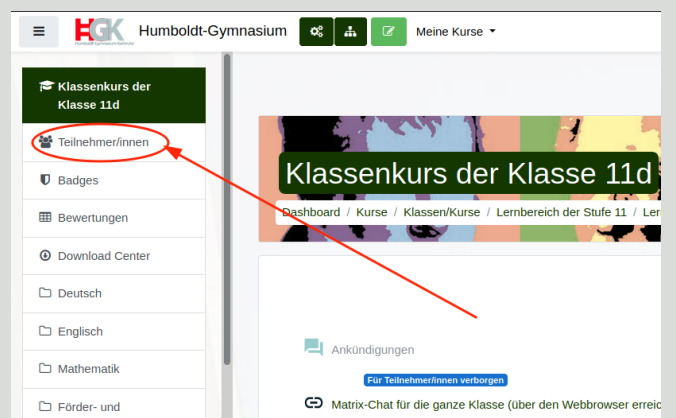 HGK Humboldt-Gymnasium Meine Kurse
Klassenkurs der
Klasse 11d
Teilnehmer/innen
Badges
Bewertungen
Download Center
Deutsch
Englisch
Mathematik
Förder- und
Klassenkurs der Klasse 11d
Dashboard / Kurse / Klassen/Kurse / Lernbereich der Stufe 11 /
Ankündigungen
Für Teilnehmer/innen verborgen
Matrix-Chat für die ganze Klasse (über den Webbrowser